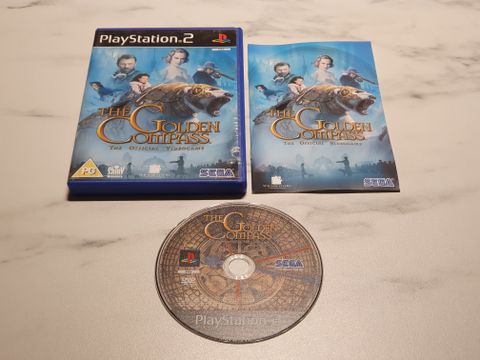 PlayStation 2
THE
GOLDEN
COMPASS
THE OFFICIAL VIDEOGAME
PG
Shiny
SEGA
THE
GOLDEN
COMPASS
THE OFFICIAL VIDEOGAME
SEGA
THE
GOLDEN
COMPASS
SEGA
PlayStation 2